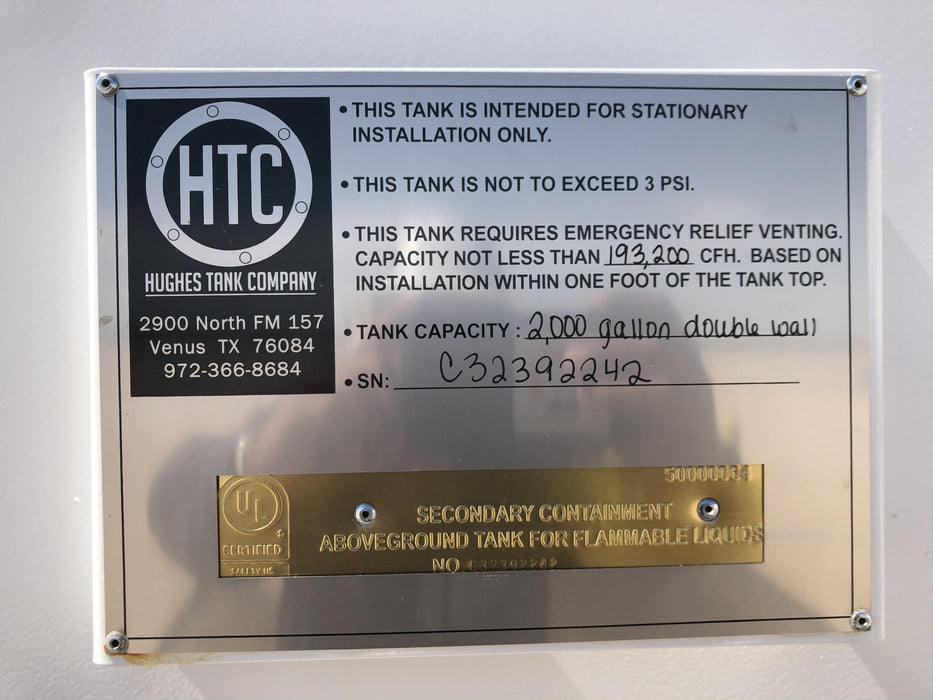 HTC
HUGHES TANK COMPANY
2900 North FM 157
Venus TX 76084
972-366-8684
• THIS TANK IS INTENDED FOR STATIONARY
INSTALLATION ONLY.
• THIS TANK IS NOT TO EXCEED 3 PSI.
• THIS TANK REQUIRES EMERGENCY RELIEF VENTING.
CAPACITY NOT LESS THAN 193,200 CFH. BASED ON
INSTALLATION WITHIN ONE FOOT OF THE TANK TOP.
• TANK CAPACITY : 2,000 gallon double wall
• SN: C32392242
UL
CERTIFIED
SAFETY US
SECONDARY CONTAINMENT
ABOVEGROUND TANK FOR FLAMMABLE LIQUIDS
NO C32392242